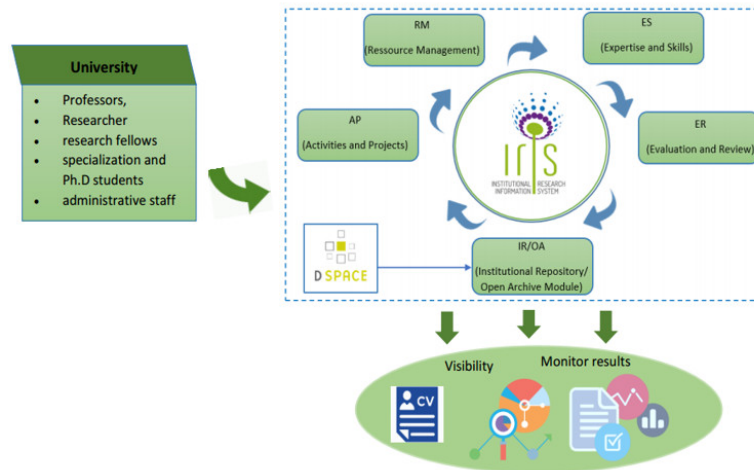 University
Professors,
Researcher
research fellows
specialization and
Ph.D students
administrative staff
RM
(Ressource Management)
ES
(Expertise and Skills)
AP
(Activities and Projects)
ER
(Evaluation and Review)
IRIS
INSTITUTIONAL RESEARCH
INFORMATION SYSTEM
DSPACE
IR/OA
(Institutional Repository/
Open Archive Module)
Visibility
Monitor results
CV